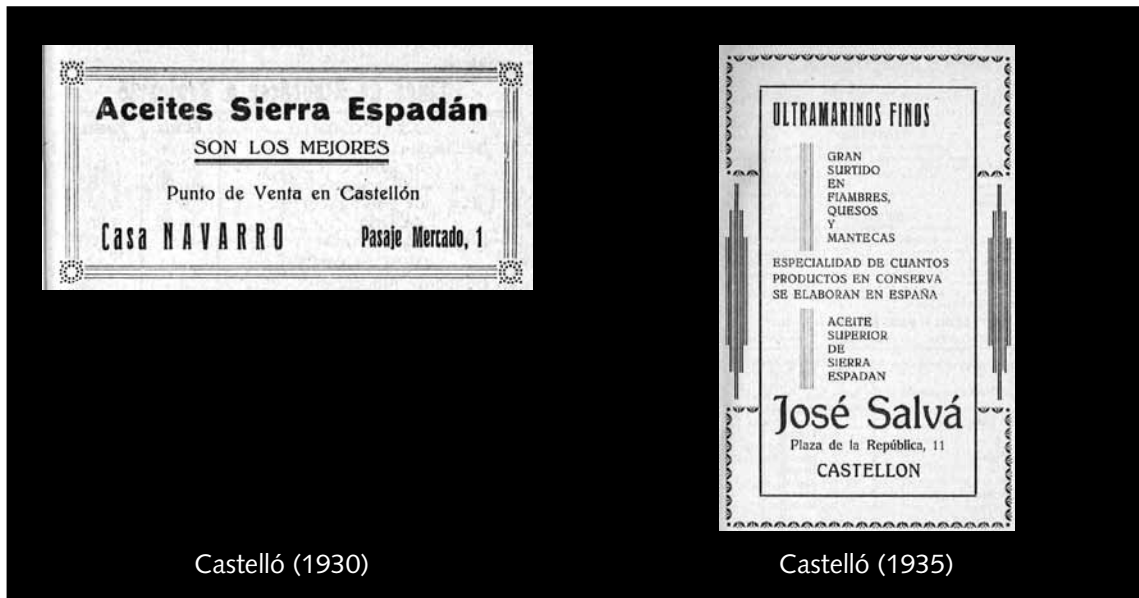 Aceites Sierra Espadán
SON LOS MEJORES
Punto de Venta en Castellón
Casa NAVARRO Pasaje Mercado, 1
Castelló (1930)
ULTRAMARINOS FINOS
GRAN
SURTIDO
EN
FIAMBRES,
QUESOS
Y
MANTECAS
ESPECIALIDAD DE CUANTOS
PRODUCTOS EN CONSERVA
SE ELABORAN EN ESPAÑA
ACEITE
SUPERIOR
DE
SIERRA
ESPADAN
José Salvá
Plaza de la República, 11
CASTELLON
Castelló (1935)